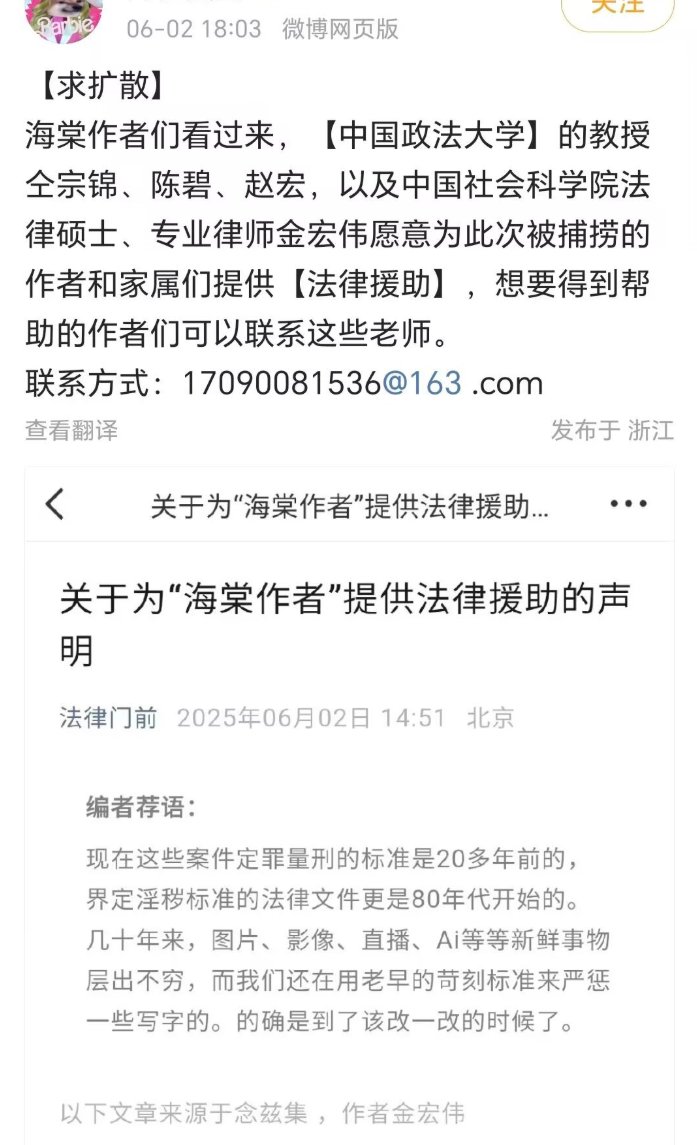 Barbie
关注
06-02 18:03 微博网页版
【求扩散】
海棠作者们看过来，【中国政法大学】的教授
仝宗锦、陈碧、赵宏，以及中国社会科学院法
律硕士、专业律师金宏伟愿意为此次被捕捞的
作者和家属们提供【法律援助】，想要得到帮
助的作者们可以联系这些老师。
联系方式：17090081536@163 .com
查看翻译 发布于 浙江
关于为“海棠作者”提供法律援助...
关于为“海棠作者”提供法律援助的声
明
法律门前 2025年06月02日 14:51 北京
编者荐语：
现在这些案件定罪量刑的标准是20多年前的，
界定淫秽标准的法律文件更是80年代开始的。
几十年来，图片、影像、直播、Ai等等新鲜事物
层出不穷，而我们还在用老早的苛刻标准来严惩
一些写字的。的确是到了该改一改的时候了。
以下文章来源于念兹集 ，作者金宏伟